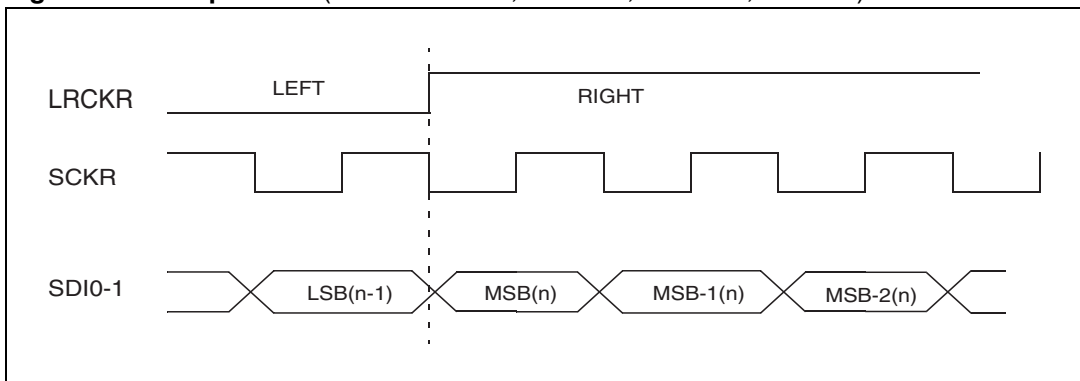 LRCKR LEFT RIGHT
SCKR
SDI0-1 LSB(n-1) MSB(n) MSB-1(n) MSB-2(n)